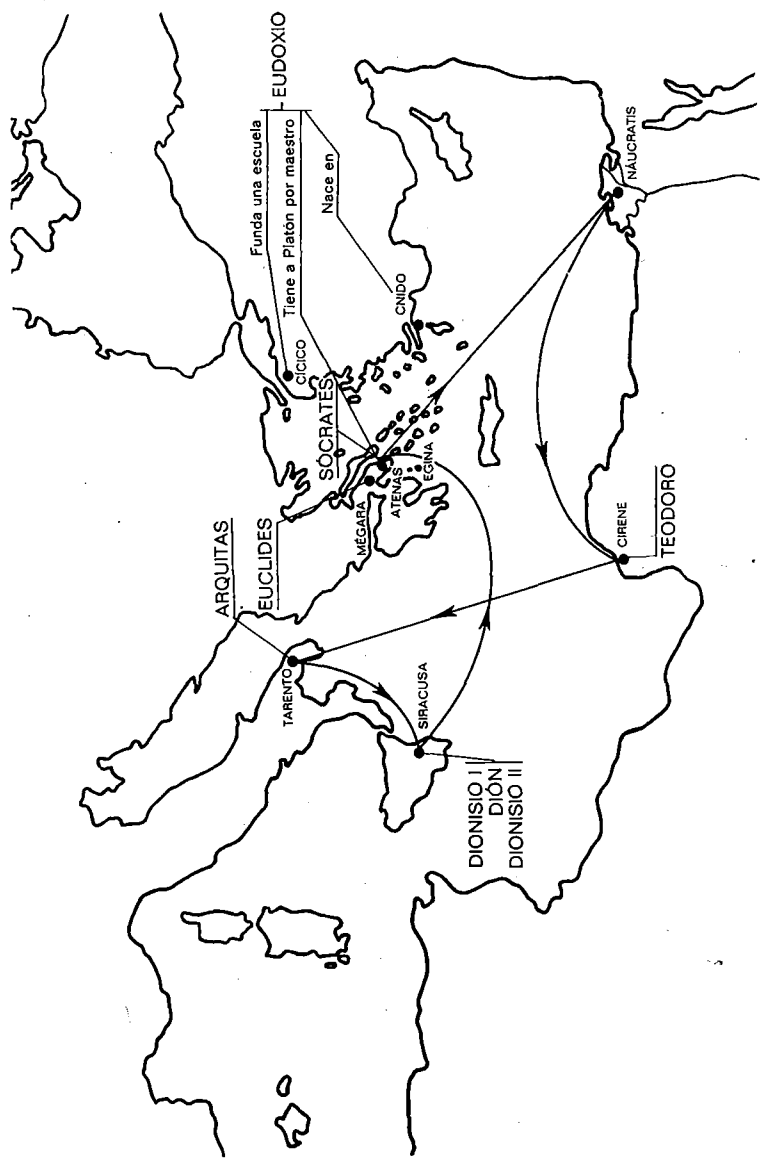 Funda una escuela
EUDOXIO
Tiene a Platón por maestro
Nace en
CÍCICO
SÓCRATES
CNIDO
ARQUITAS
EUCLIDES
MÉGARA
ATENAS
EGINA
NÁUCRATIS
TARENTO
SIRACUSA
CIRENE
TEODORO
DIONISIO I
DIÓN
DIONISIO II